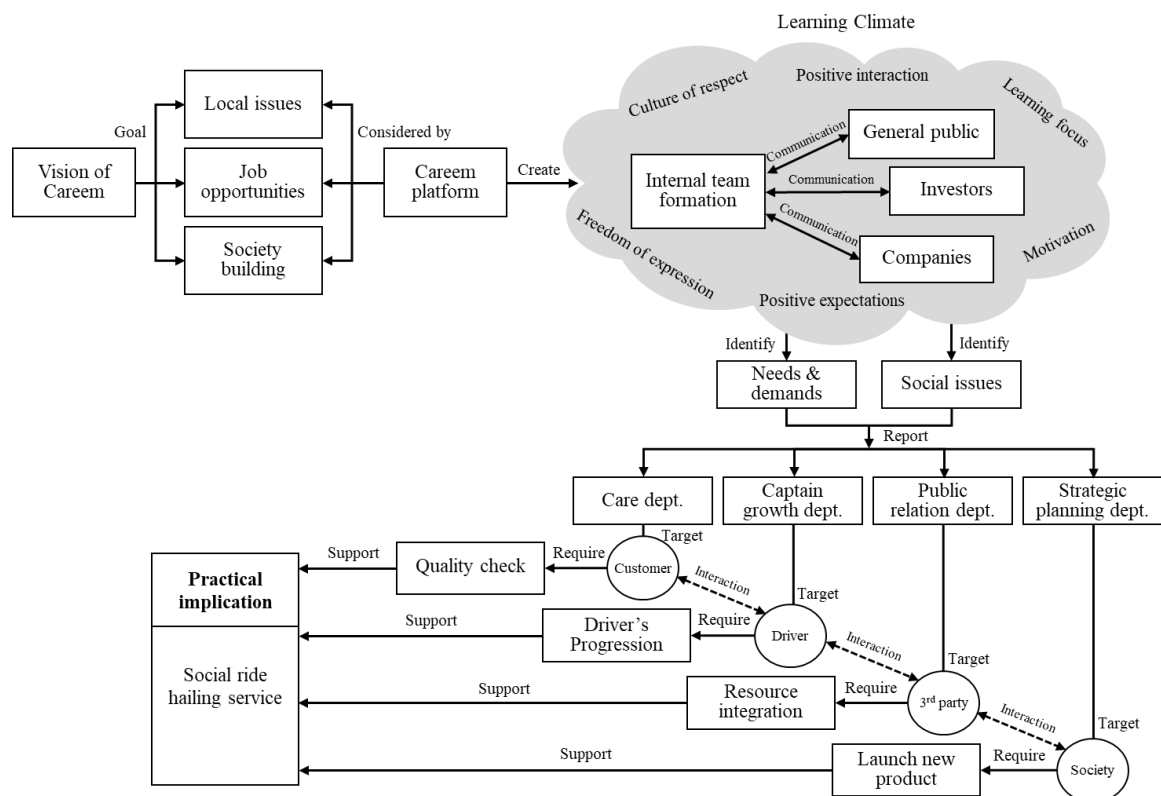 Learning Climate
Culture of respect
Positive interaction
Learning focus
Local issues
Goal
Considered by
Vision of
Careem
Job
opportunities
Careem
platform
Create
Society
building
Internal team
formation
Communication
General public
Communication
Investors
Communication
Companies
Freedom of expression
Positive expectations
Motivation
Identify
Identify
Needs &
demands
Social issues
Report
Care dept.
Captain
growth dept.
Public
relation dept.
Strategic
planning dept.
Target
Customer
Require
Quality check
Support
Practical
implication
Interaction
Target
Driver
Require
Driver's
Progression
Support
Social ride
hailing service
Interaction
Target
3rd party
Require
Resource
integration
Support
Interaction
Target
Society
Require
Launch new
product
Support